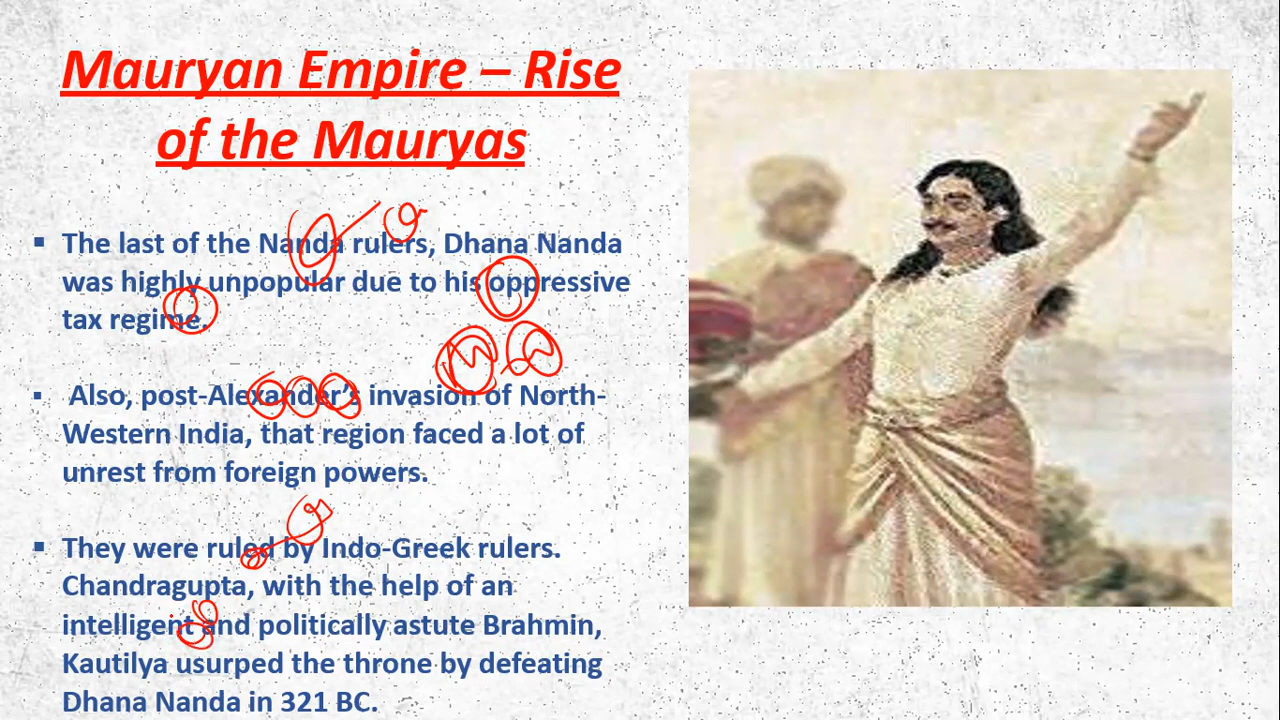 Mauryan Empire – Rise
of the Mauryas
▪ The last of the Nanda rulers, Dhana Nanda
was highly unpopular due to his oppressive
tax regime.
▪ Also, post-Alexander's invasion of North-
Western India, that region faced a lot of
unrest from foreign powers.
▪ They were ruled by Indo-Greek rulers.
Chandragupta, with the help of an
intelligent and politically astute Brahmin,
Kautilya usurped the throne by defeating
Dhana Nanda in 321 BC.